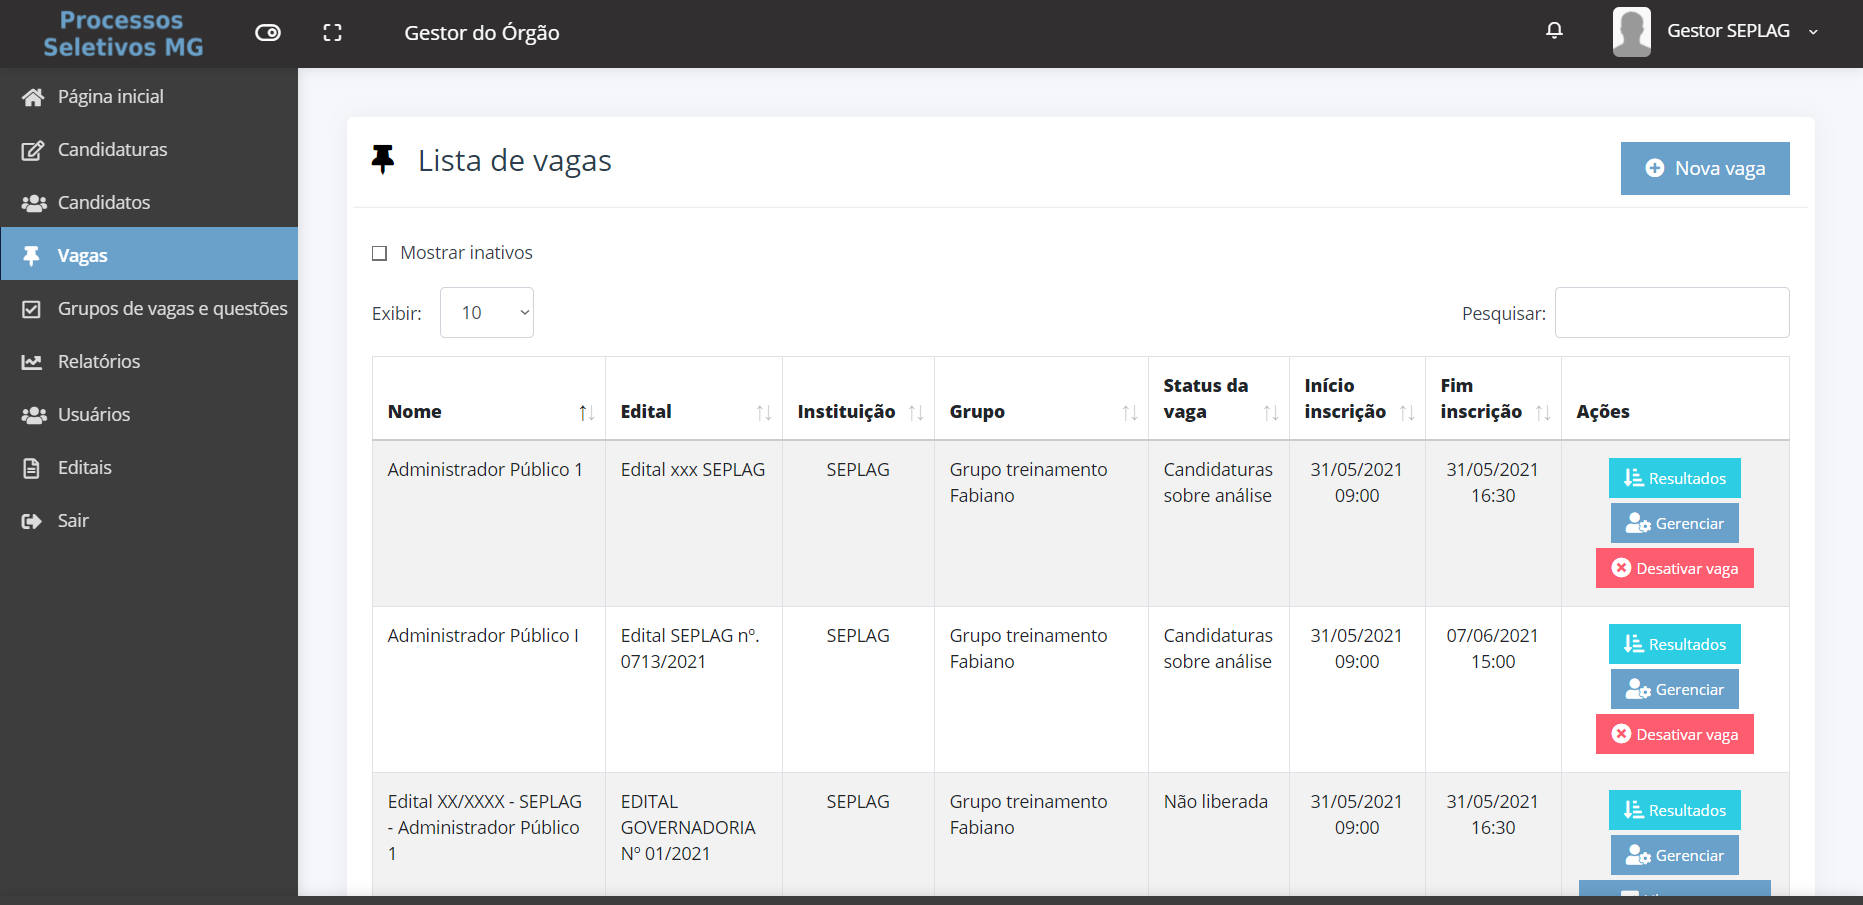 Processos
Seletivos MG
Gestor do Órgão
Gestor SEPLAG
Página inicial
Candidaturas
Candidatos
Vagas
Grupos de vagas e questões
Relatórios
Usuários
Editais
Sair
Lista de vagas
Nova vaga
Mostrar inativos
Exibir: 10
Pesquisar:
Nome
Edital
Instituição
Grupo
Status da
vaga
Início
inscrição
Fim
inscrição
Ações
Administrador Público 1
Edital xxx SEPLAG
SEPLAG
Grupo treinamento
Fabiano
Candidaturas
sobre análise
31/05/2021
09:00
31/05/2021
16:30
Resultados
Gerenciar
Desativar vaga
Administrador Público I
Edital SEPLAG nº.
0713/2021
SEPLAG
Grupo treinamento
Fabiano
Candidaturas
sobre análise
31/05/2021
09:00
07/06/2021
15:00
Resultados
Gerenciar
Desativar vaga
Edital XX/XXXX - SEPLAG
- Administrador Público
1
EDITAL
GOVERNADORIA
Nº 01/2021
SEPLAG
Grupo treinamento
Fabiano
Não liberada
31/05/2021
09:00
31/05/2021
16:30
Resultados
Gerenciar